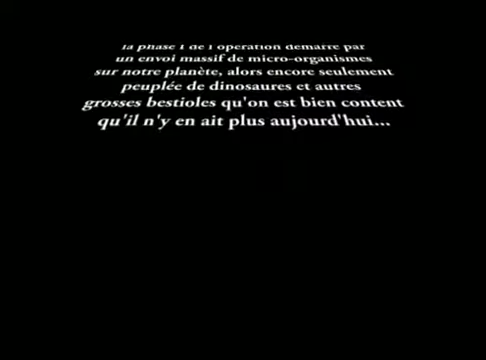 la phase 1 de l'opération démarre par
un envoi massif de micro-organismes
sur notre planète, alors encore seulement
peuplée de dinosaures et autres
grosses bestioles qu'on est bien content
qu'il n'y en ait plus aujourd'hui...